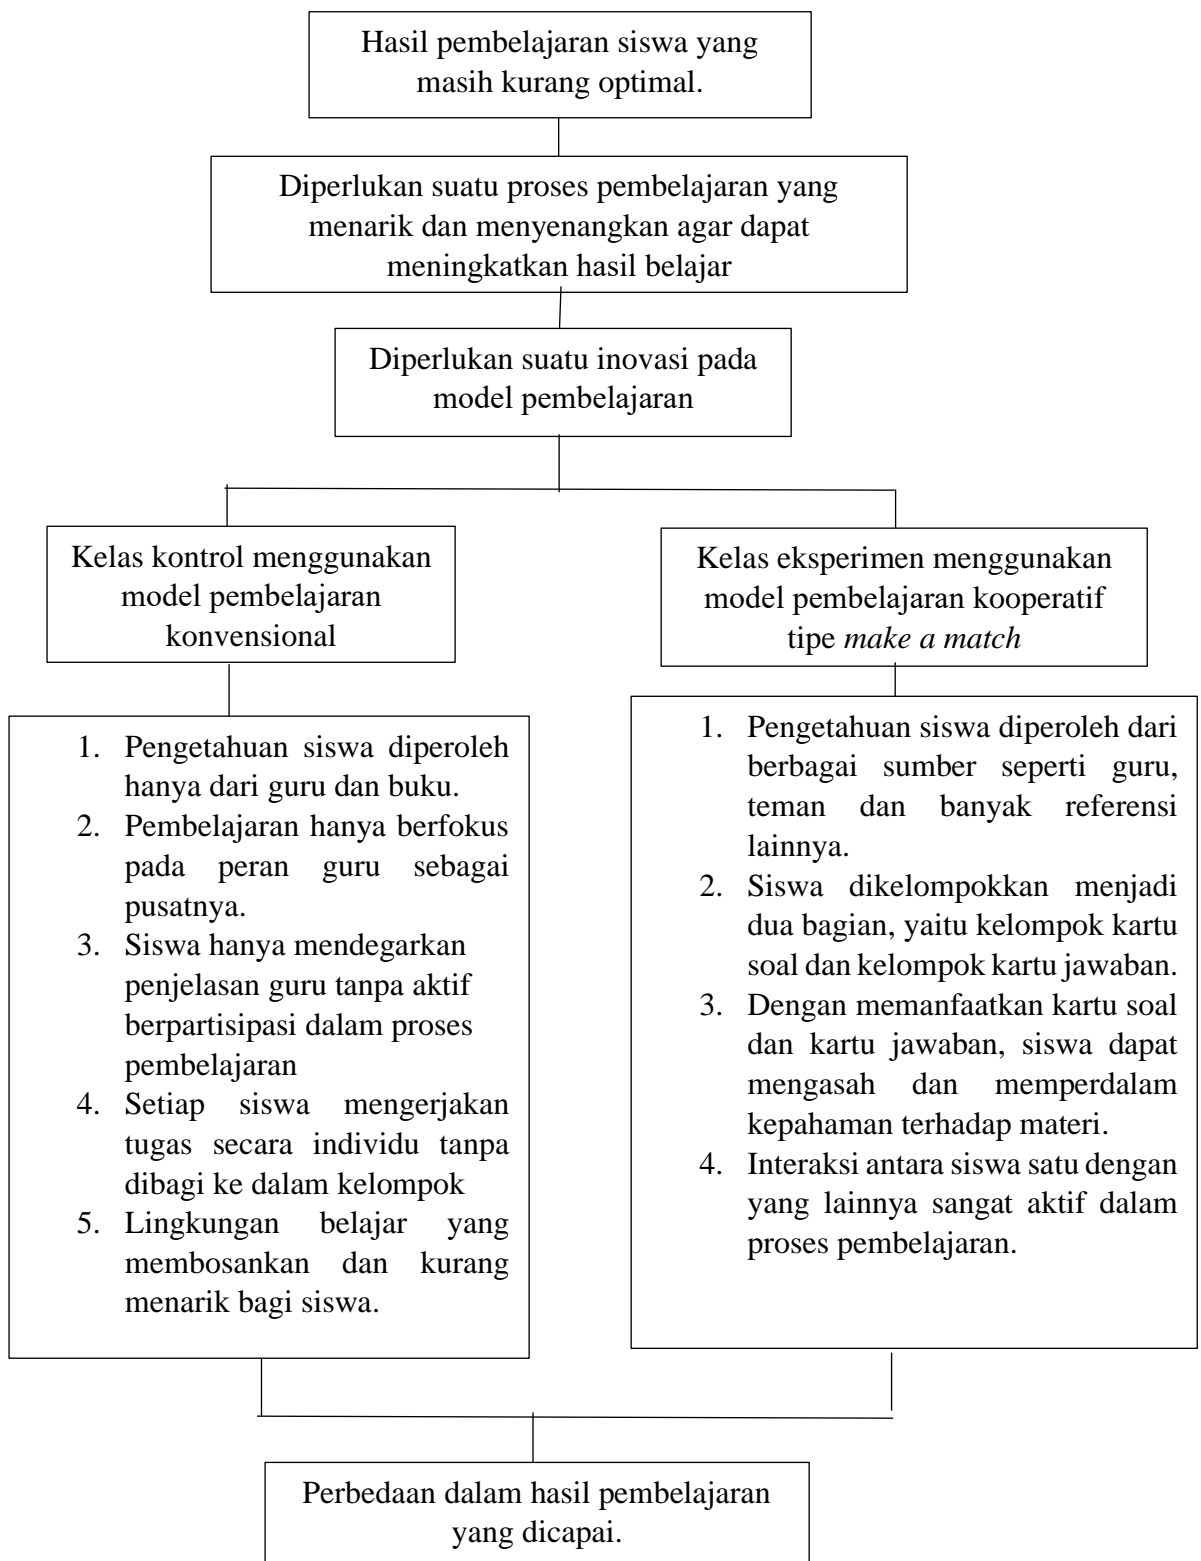 Hasil pembelajaran siswa yang
masih kurang optimal.
Diperlukan suatu proses pembelajaran yang
menarik dan menyenangkan agar dapat
meningkatkan hasil belajar
Diperlukan suatu inovasi pada
model pembelajaran
Kelas kontrol menggunakan
model pembelajaran
konvensional
Kelas eksperimen menggunakan
model pembelajaran kooperatif
tipe make a match
1. Pengetahuan siswa diperoleh
hanya dari guru dan buku.
2. Pembelajaran hanya berfokus
pada peran guru sebagai
pusatnya.
3. Siswa hanya mendegarkan
penjelasan guru tanpa aktif
berpartisipasi dalam proses
pembelajaran
4. Setiap siswa mengerjakan
tugas secara individu tanpa
dibagi ke dalam kelompok
5. Lingkungan belajar yang
membosankan dan kurang
menarik bagi siswa.
1. Pengetahuan siswa diperoleh dari
berbagai sumber seperti guru,
teman dan banyak referensi
lainnya.
2. Siswa dikelompokkan menjadi
dua bagian, yaitu kelompok kartu
soal dan kelompok kartu jawaban.
3. Dengan memanfaatkan kartu soal
dan kartu jawaban, siswa dapat
mengasah dan memperdalam
kepahaman terhadap materi.
4. Interaksi antara siswa satu dengan
yang lainnya sangat aktif dalam
proses pembelajaran.
Perbedaan dalam hasil pembelajaran
yang dicapai.